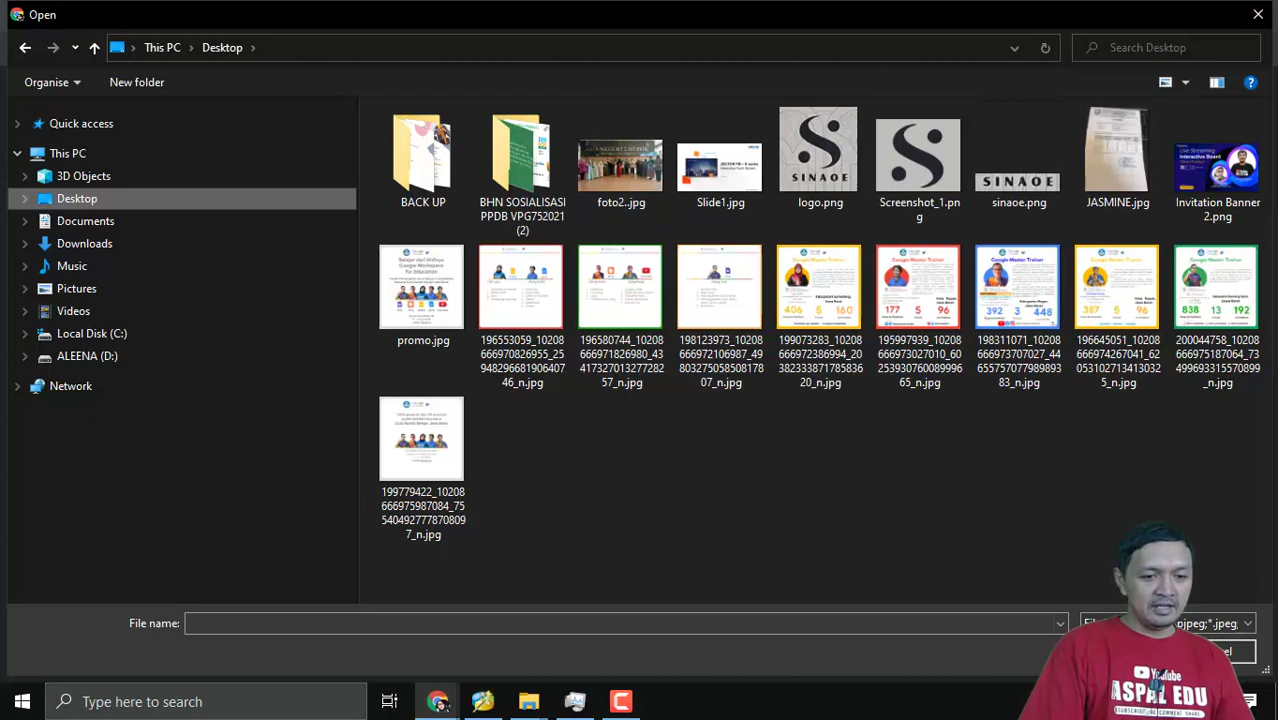 Open
This PC
Desktop
Search Desktop
Organise
New folder
Quick access
This PC
3D Objects
Desktop
Documents
Downloads
Music
Pictures
Videos
Local Disk (C:)
ALEENA (D:)
Network
BACK UP
BHN SOSIALISASI
PPDB VPG752021
(2)
foto2..jpg
Slide1.jpg
SINAOE
logo.png
Screenshot_1.pn
g
SINAOE
sinaoe.png
JASMINE.jpg
Invitation Banner
2.png
promo.jpg
196553059_10208
666970826955_25
948296681906407
46_n.jpg
196580744_10208
666971826980_43
417327013277282
57_n.jpg
198123973_10208
666972106987_49
803275058508178
07_n.jpg
199073283_10208
666972386994_20
382333871785836
20_n.jpg
195997939_10208
666973027010_60
253930760089966
65_n.jpg
198311071_10208
666973707027_44
655757077989893
83_n.jpg
196645051_10208
666974267041_62
053102713413032
5_n.jpg
200044758_10208
666975187064_73
499693315570899
_n.jpg
199779422_10208
666975987084_75
540492777870809
7_n.jpg
File name:
pjpeg;*.jpeg;
YouTube
ASPAL EDU
Type here to search